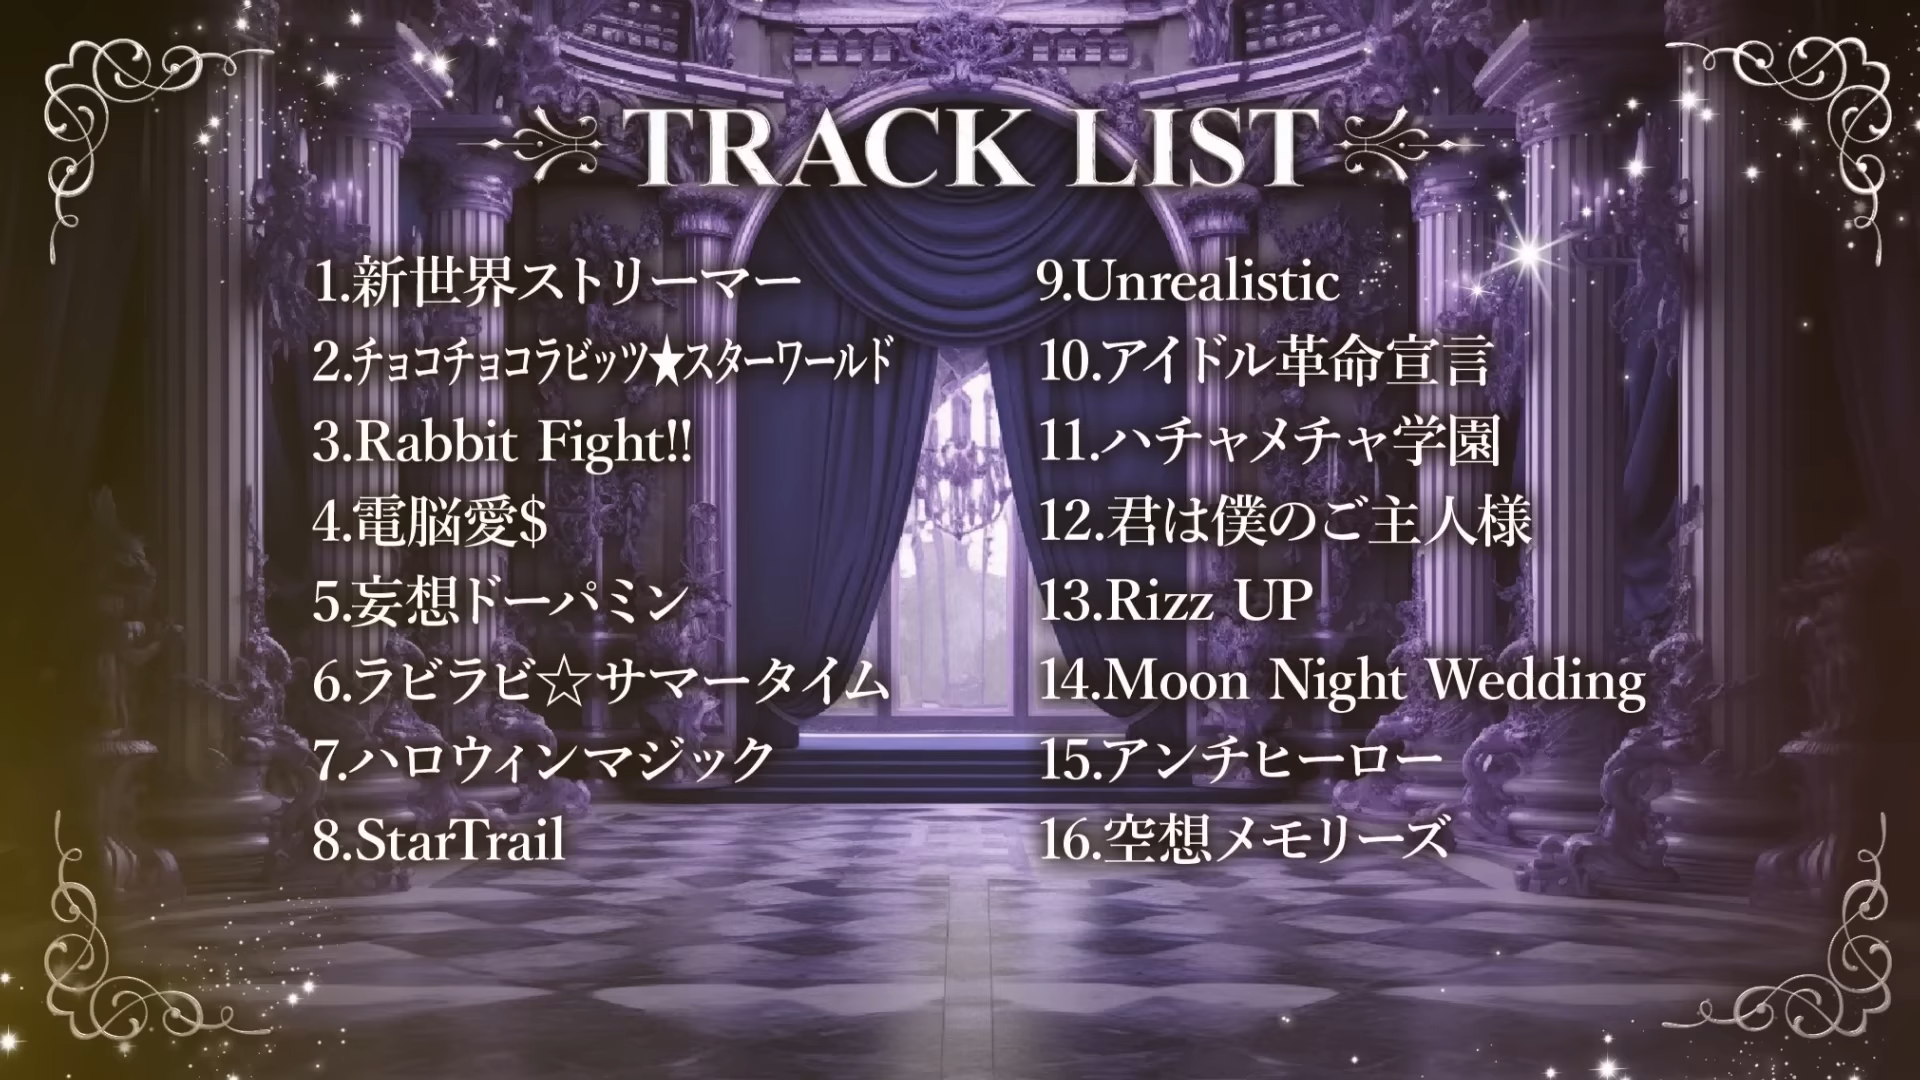 TRACK LIST
1.新世界ストリーマー
2.チョコチョコラビッツ★スターワールド
3.Rabbit Fight!!
4.電脳愛$
5.妄想ドーパミン
6.ラビラビ☆サマータイム
7.ハロウィンマジック
8.StarTrail
9.Unrealistic
10.アイドル革命宣言
11.ハチャメチャ学園
12.君は僕のご主人様
13.Rizz UP
14.Moon Night Wedding
15.アンチヒーロー
16.空想メモリーズ